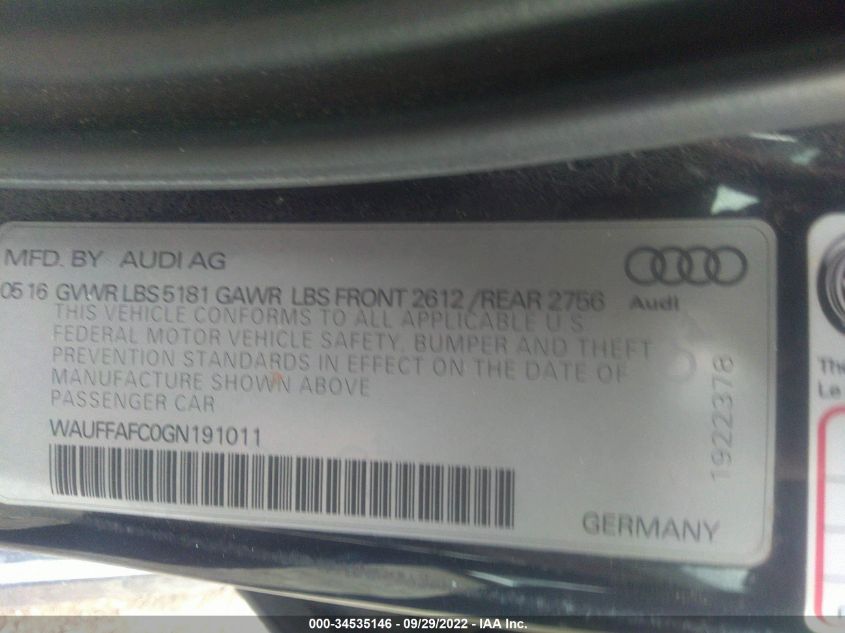 MFD. BY AUDI AG
Audi
05 16 GVWR LBS 5181 GAWR LBS FRONT 2612 /REAR 2756
THIS VEHICLE CONFORMS TO ALL APPLICABLE U.S
FEDERAL MOTOR VEHICLE SAFETY, BUMPER AND THEFT
PREVENTION STANDARDS IN EFFECT ON THE DATE OF
MANUFACTURE SHOWN ABOVE
PASSENGER CAR
WAUFFAFC0GN191011
1922378
GERMANY
The
Le
000-34535146 - 09/29/2022 - IAA Inc.